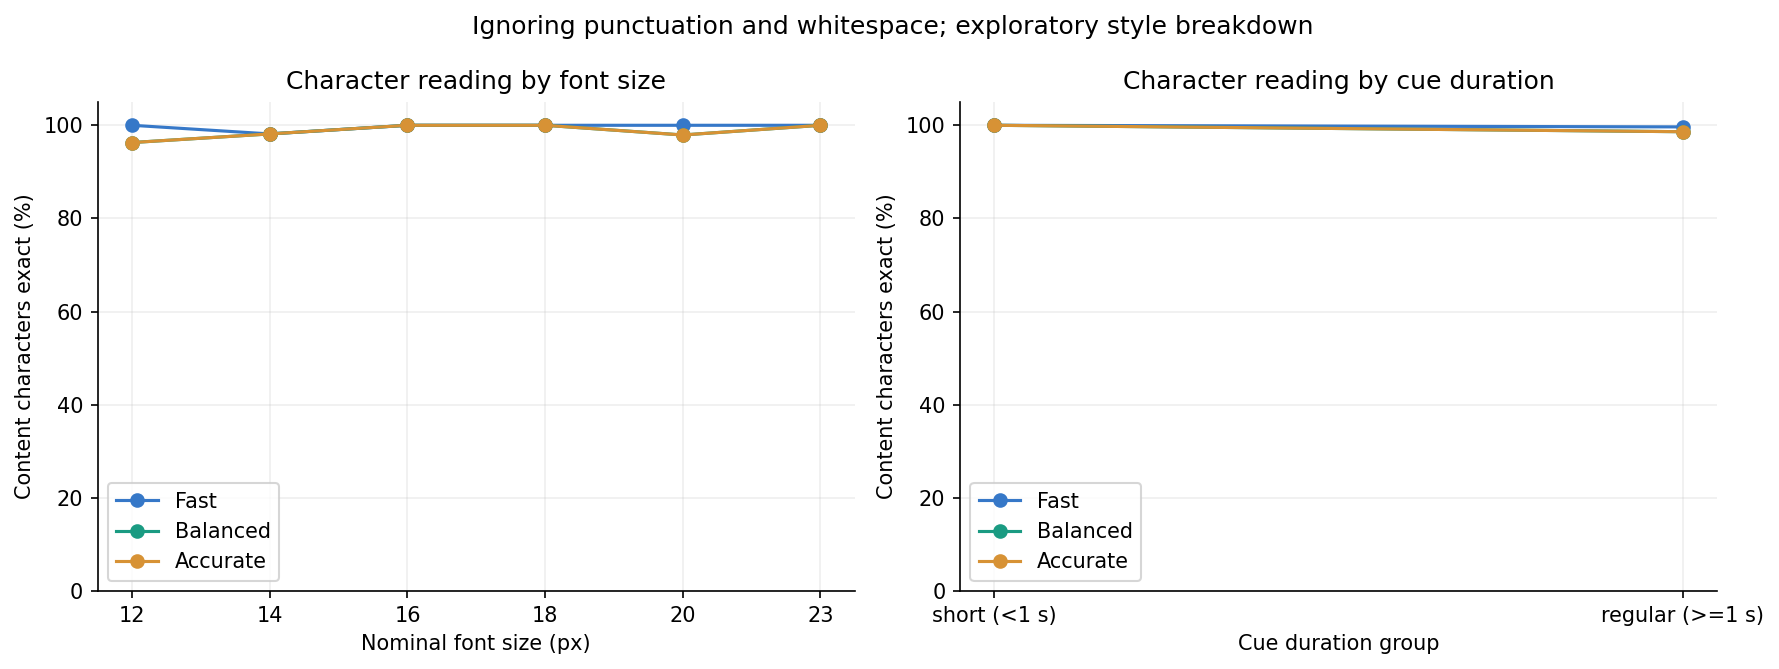 Ignoring punctuation and whitespace; exploratory style breakdown
Character reading by font size
Content characters exact (%)
100
80
60
40
20
0
Fast
Balanced
Accurate
12 14 16 18 20 23
Nominal font size (px)
Character reading by cue duration
Content characters exact (%)
100
80
60
40
20
0
Fast
Balanced
Accurate
short (<1 s) regular (>=1 s)
Cue duration group